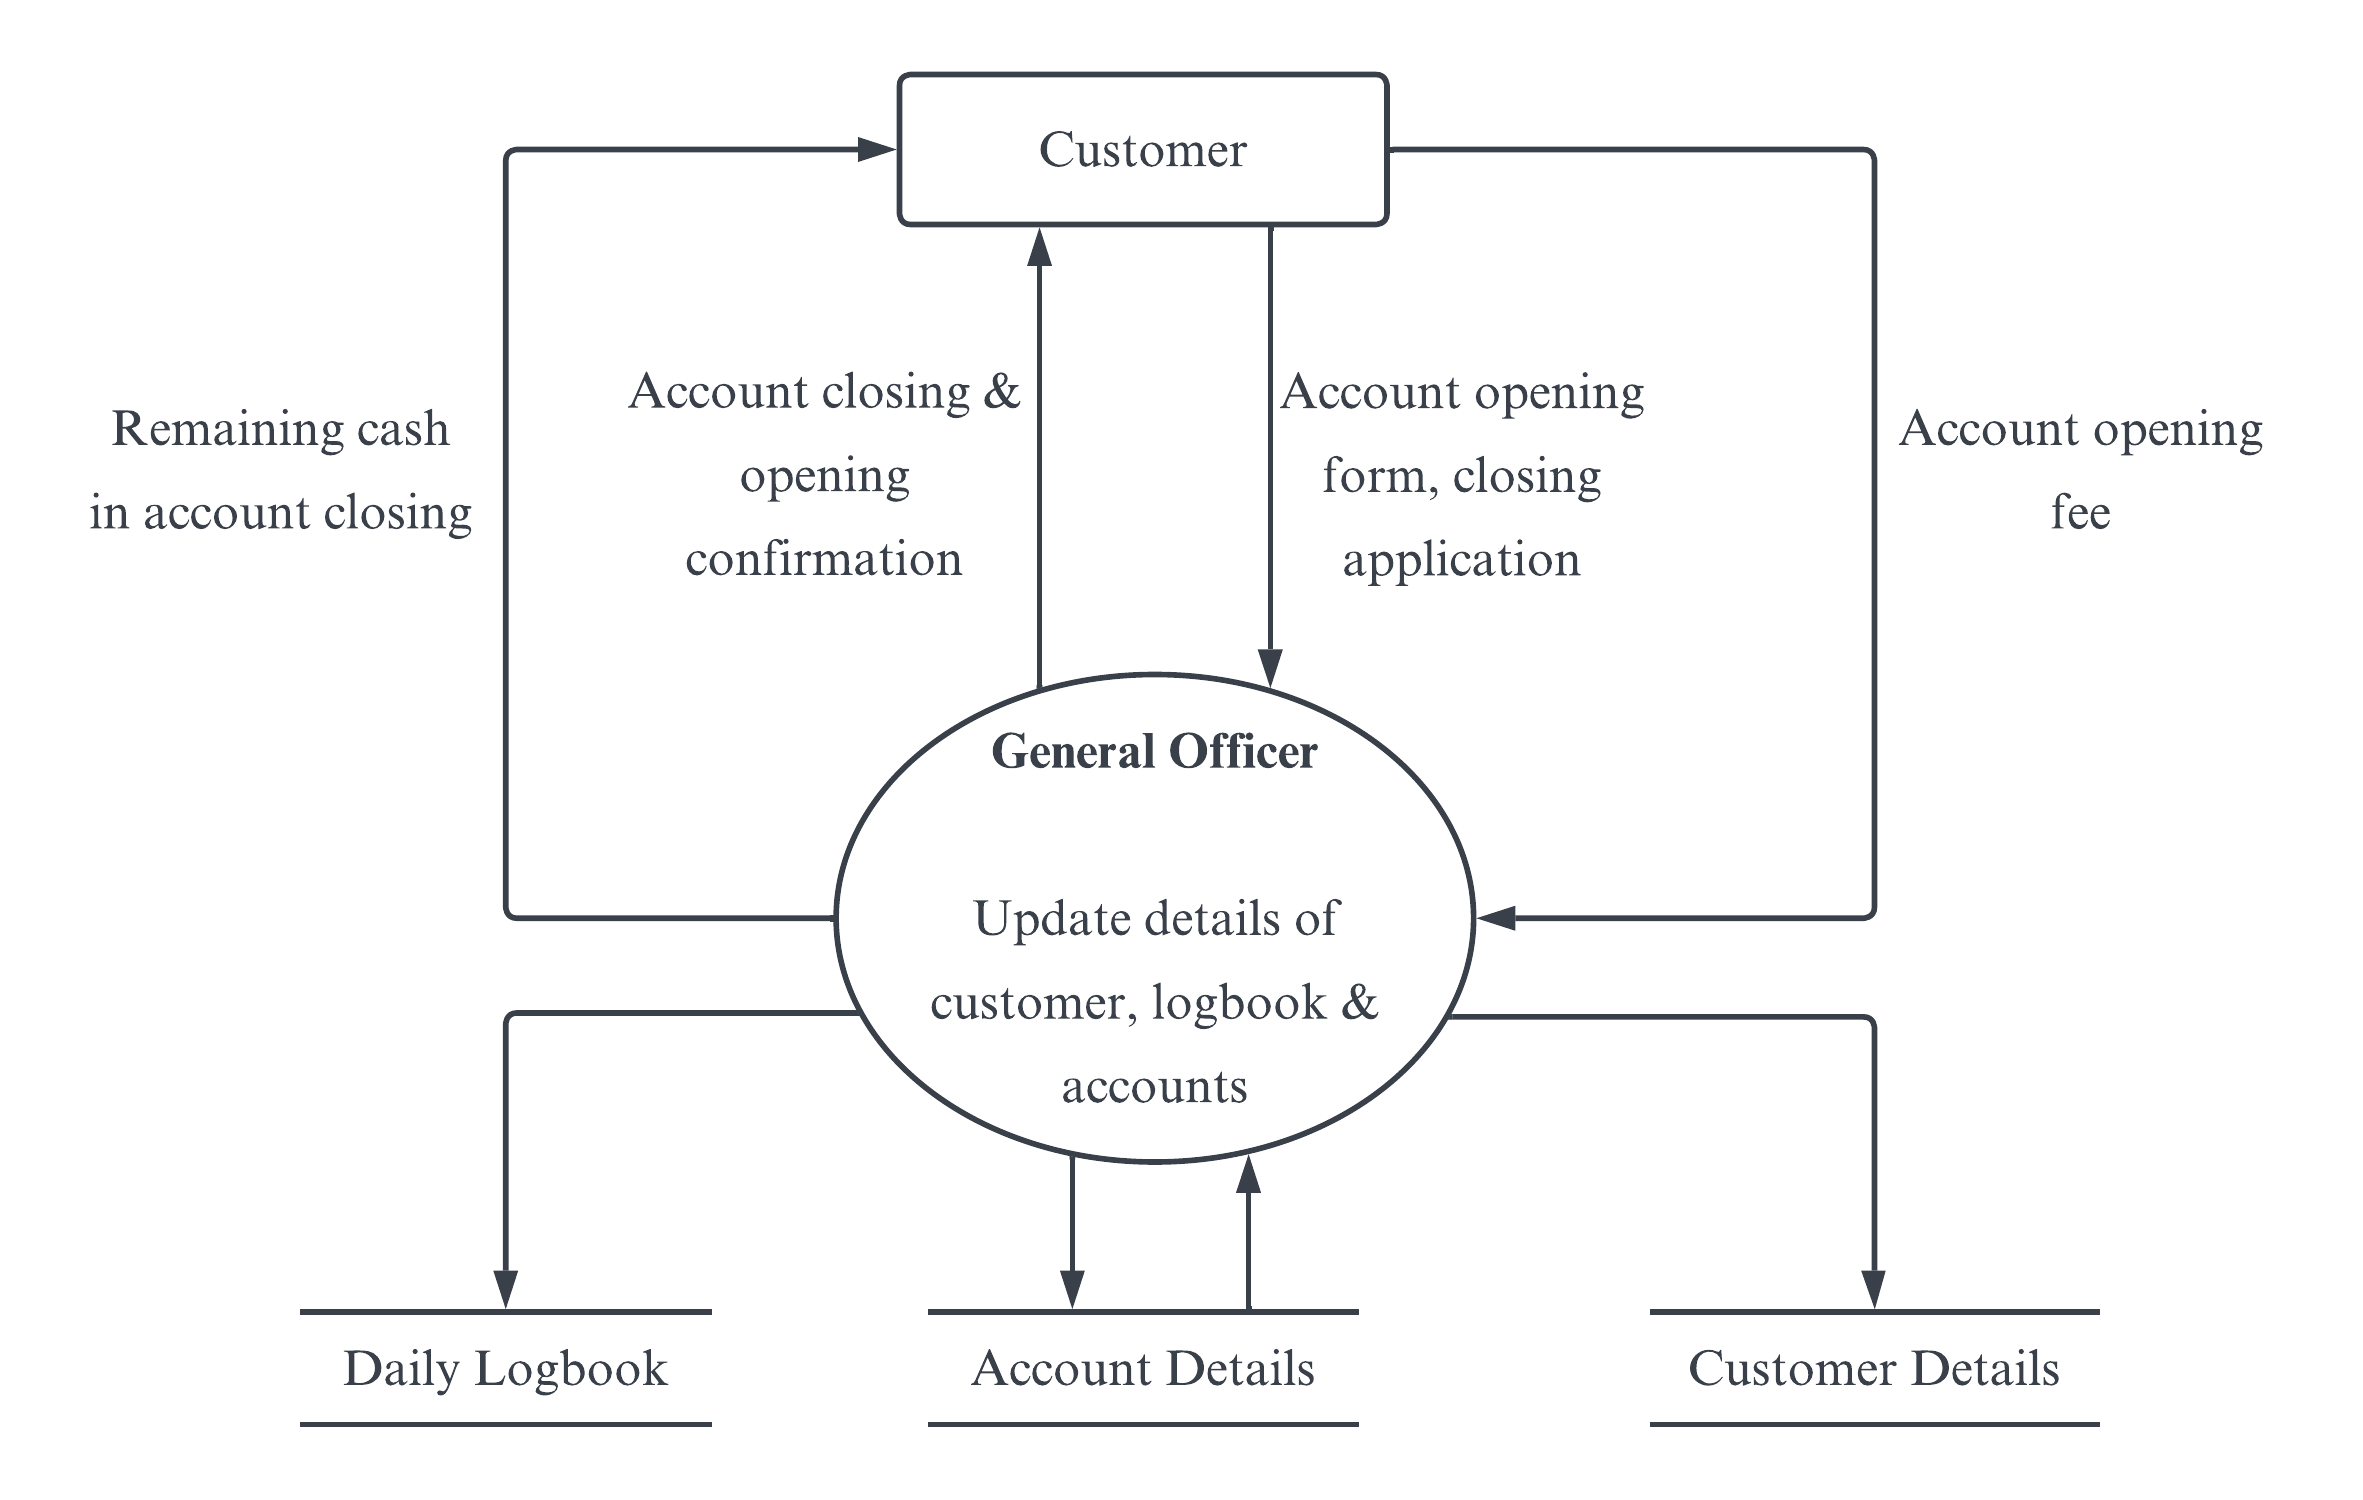 Customer
Remaining cash
in account closing
Account closing &
opening
confirmation
Account opening
form, closing
application
Account opening
fee
General Officer
Update details of
customer, logbook &
accounts
Daily Logbook
Account Details
Customer Details